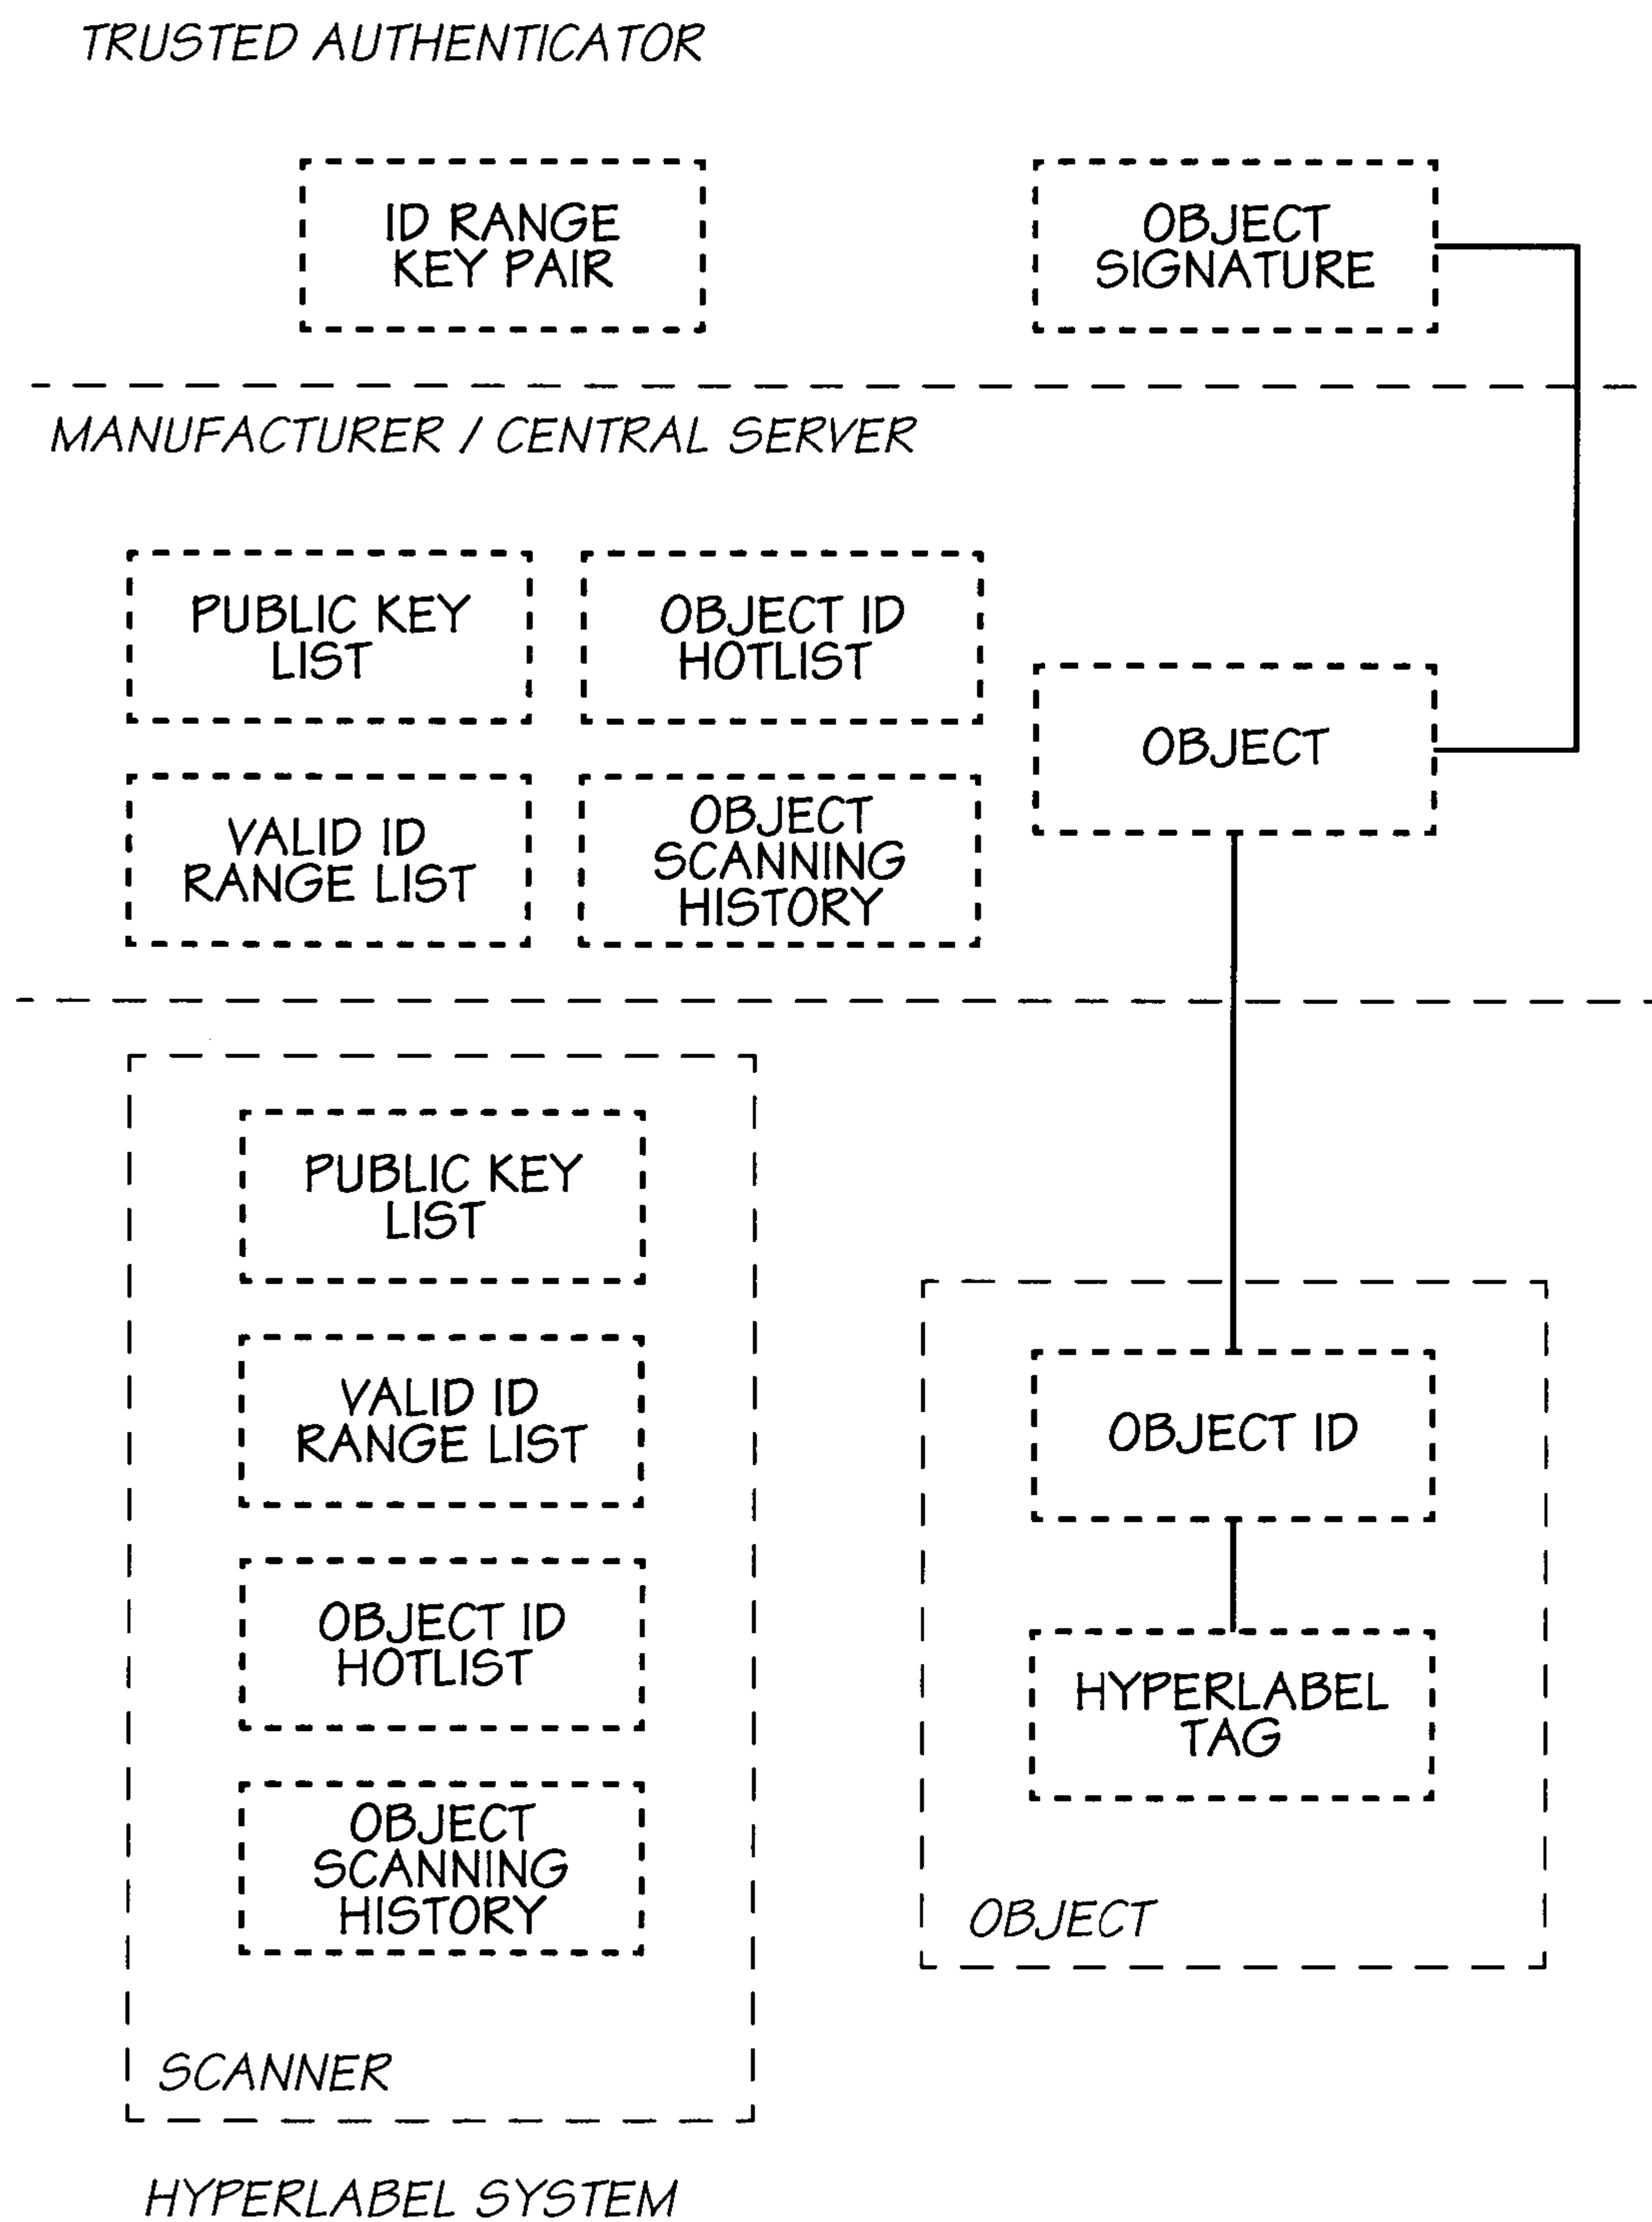 TRUSTED AUTHENTICATOR
ID RANGE
KEY PAIR
OBJECT
SIGNATURE
MANUFACTURER / CENTRAL SERVER
PUBLIC KEY
LIST
OBJECT ID
HOTLIST
OBJECT
VALID ID
RANGE LIST
OBJECT
SCANNING
HISTORY
PUBLIC KEY
LIST
VALID ID
RANGE LIST
OBJECT ID
HOTLIST
OBJECT
SCANNING
HISTORY
SCANNER
OBJECT ID
HYPERLABEL
TAG
OBJECT
HYPERLABEL SYSTEM